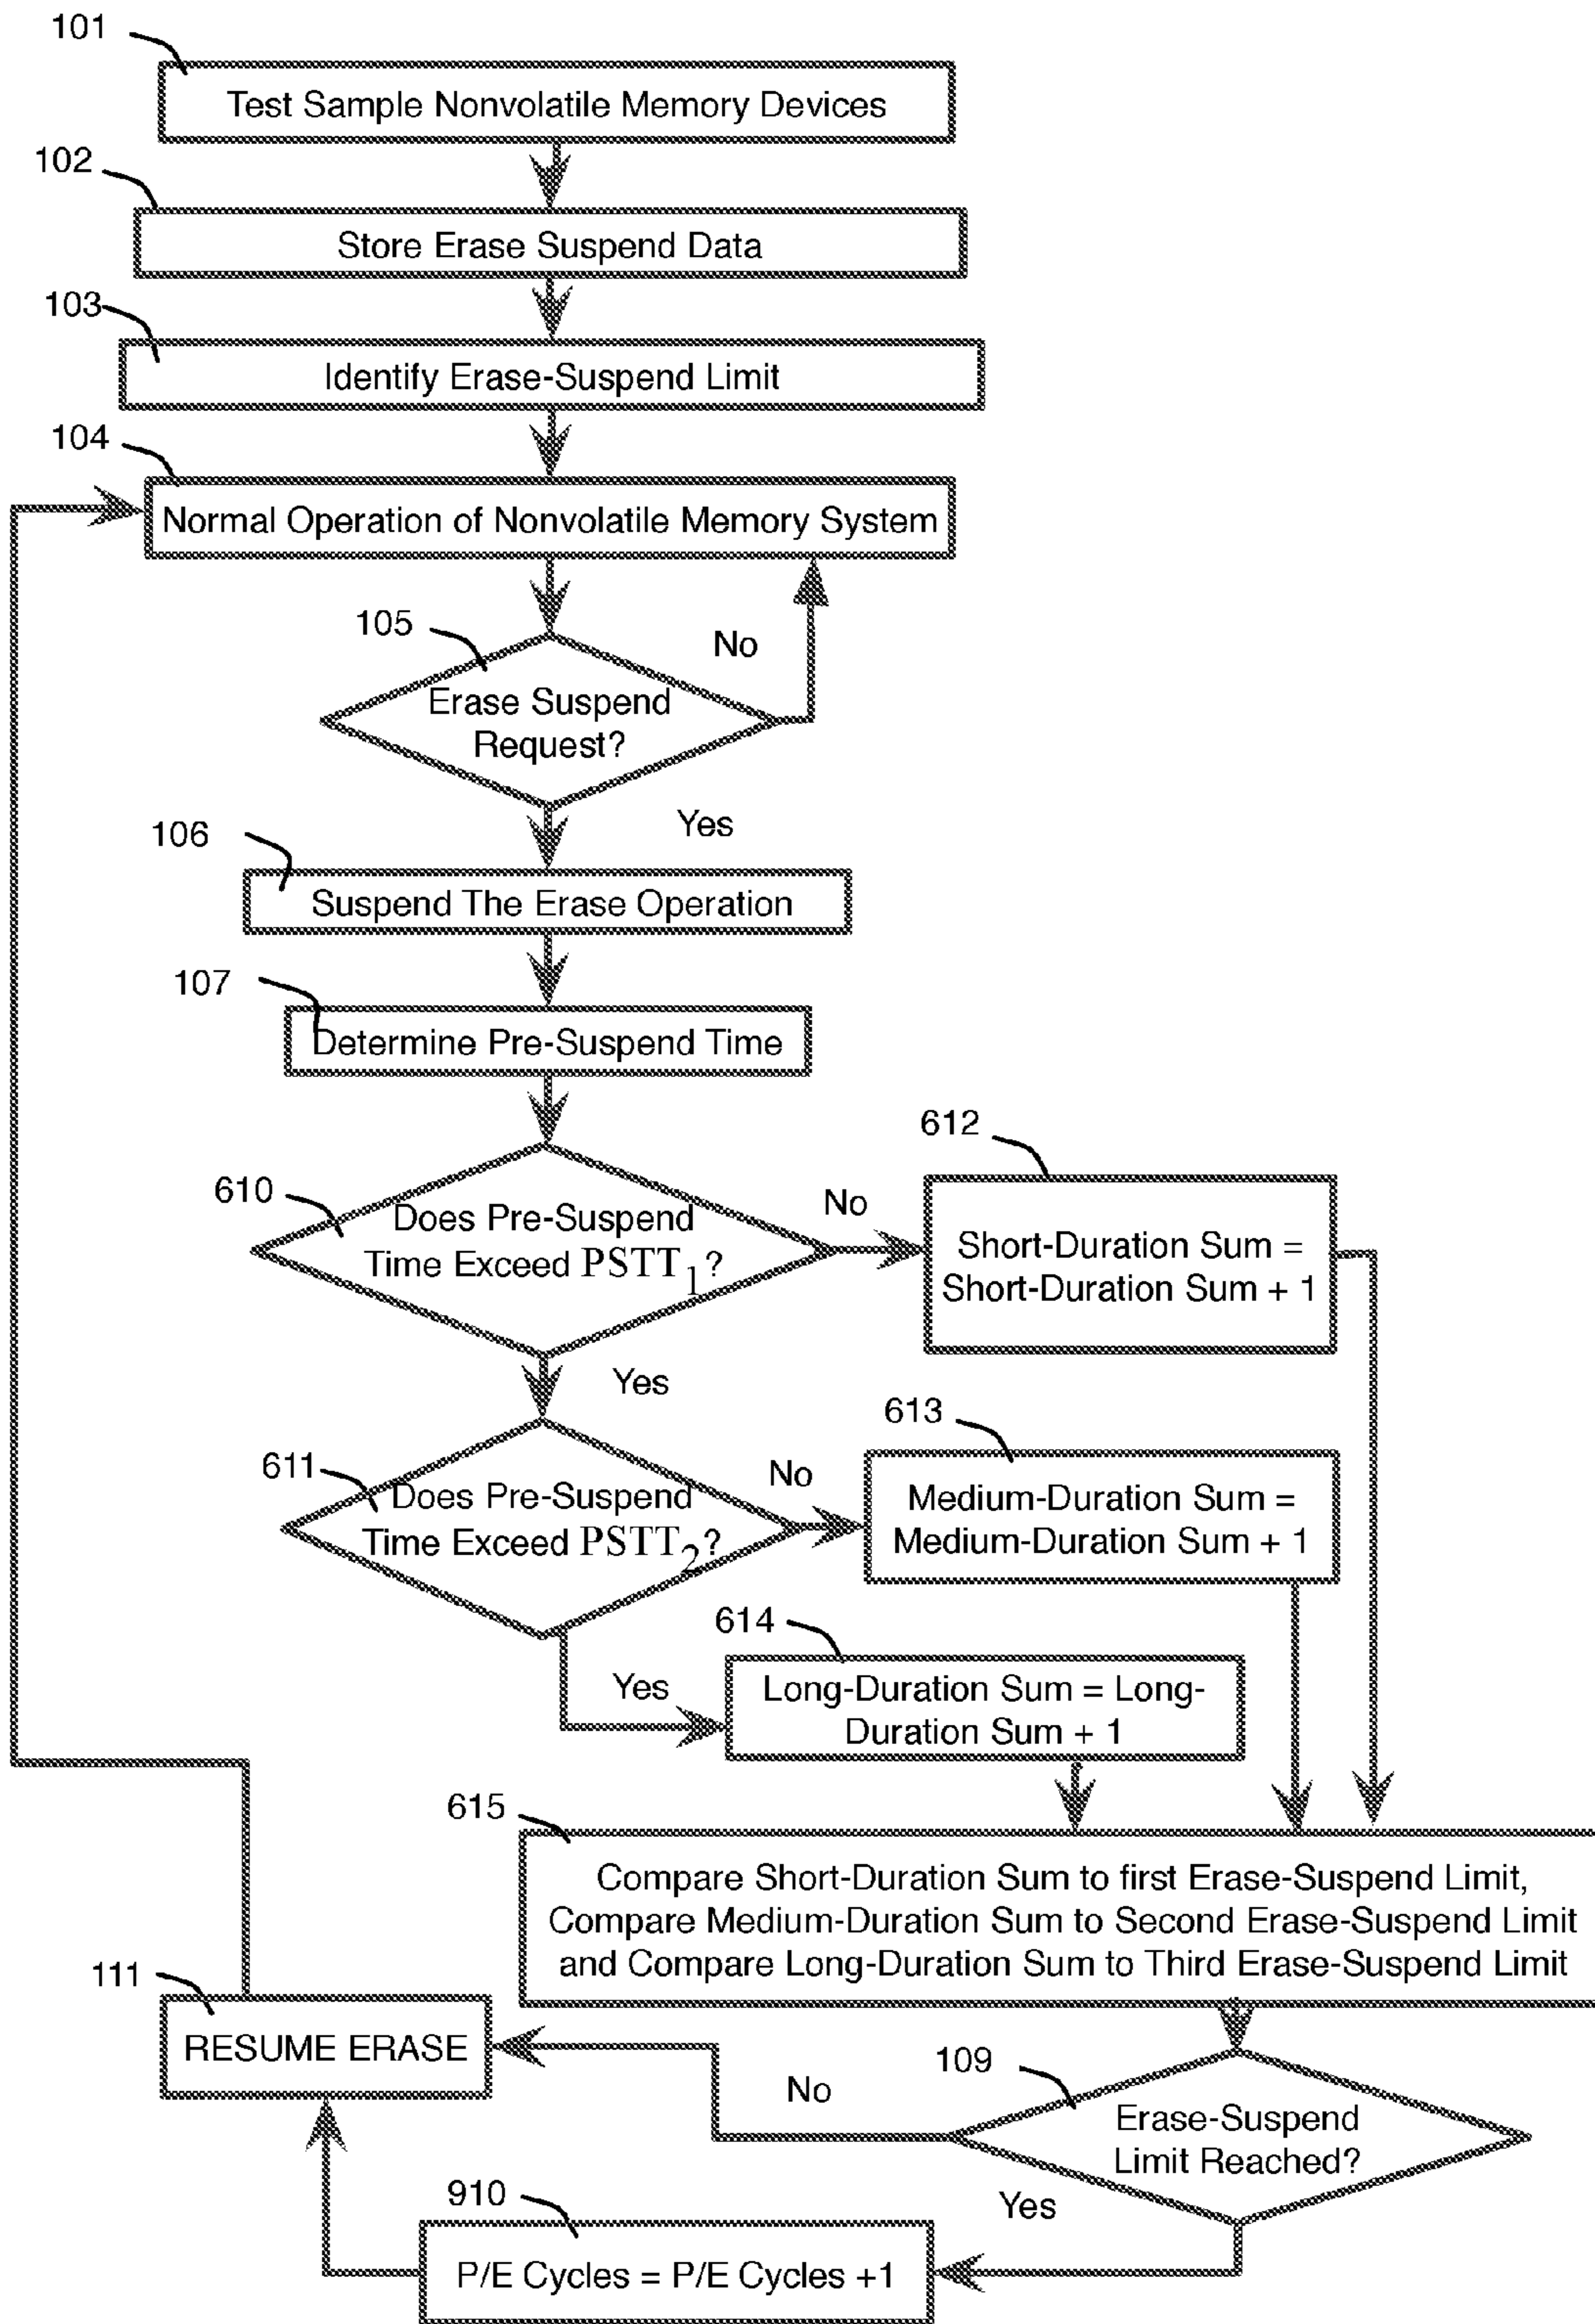 101
Test Sample Nonvolatile Memory Devices
102
Store Erase Suspend Data
103
Identify Erase-Suspend Limit
104
Normal Operation of Nonvolatile Memory System
105
No
Erase Suspend
Request?
Yes
106
Suspend The Erase Operation
107
Determine Pre-Suspend Time
610
Does Pre-Suspend
Time Exceed PSTT1?
No
612
Short-Duration Sum =
Short-Duration Sum + 1
Yes
611
Does Pre-Suspend
Time Exceed PSTT2?
No
613
Medium-Duration Sum =
Medium-Duration Sum + 1
Yes
614
Long-Duration Sum = Long-
Duration Sum + 1
615
Compare Short-Duration Sum to first Erase-Suspend Limit,
Compare Medium-Duration Sum to Second Erase-Suspend Limit
and Compare Long-Duration Sum to Third Erase-Suspend Limit
111
RESUME ERASE
No
109
Erase-Suspend
Limit Reached?
Yes
910
P/E Cycles = P/E Cycles +1